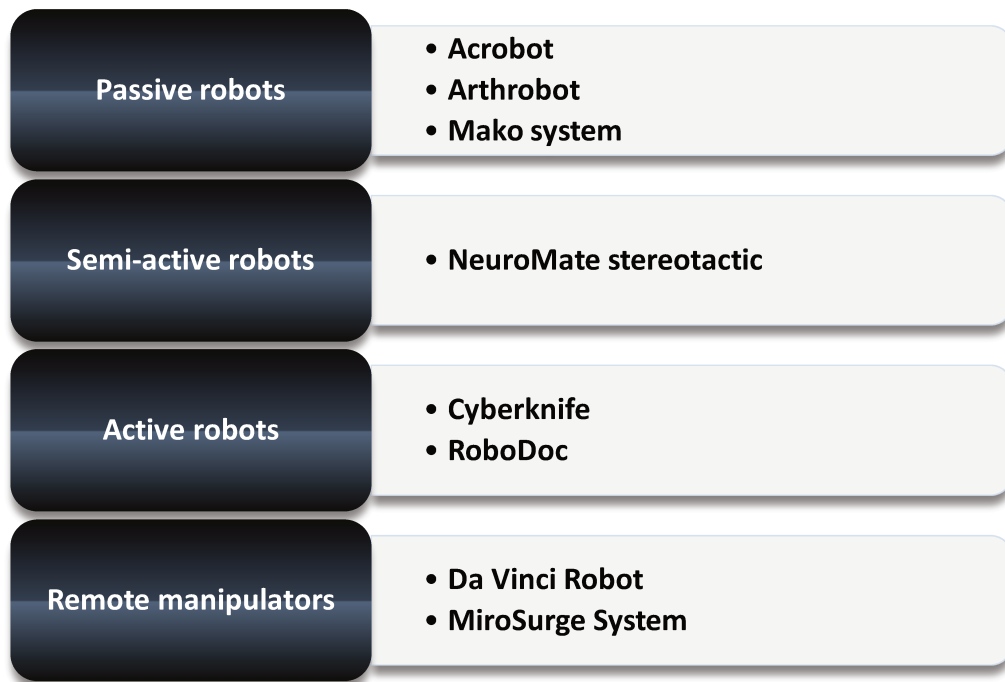 Passive robots
• Acrobot
• Arthrobot
• Mako system
Semi-active robots
• NeuroMate stereotactic
Active robots
• Cyberknife
• RoboDoc
Remote manipulators
• Da Vinci Robot
• MiroSurge System